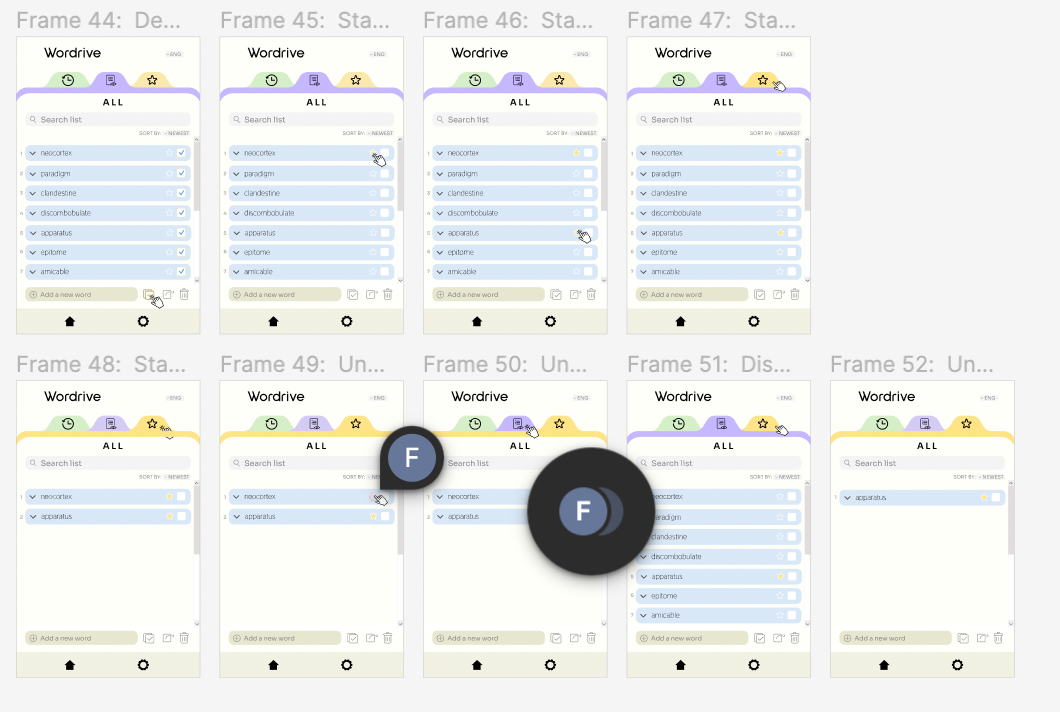 Frame 44: De...
Frame 45: Sta...
Frame 46: Sta...
Frame 47: Sta...
Wordrive
ENG
ALL
Search list
SORT BY: NEWEST
1 neocortex
2 paradigm
3 clandestine
4 discombobulate
5 apparatus
6 epitome
7 amicable
Add a new word
Wordrive
ENG
ALL
Search list
SORT BY: NEWEST
1 neocortex
2 paradigm
3 clandestine
4 discombobulate
5 apparatus
6 epitome
7 amicable
Add a new word
Wordrive
ENG
ALL
Search list
SORT BY: NEWEST
1 neocortex
2 paradigm
3 clandestine
4 discombobulate
5 apparatus
6 epitome
7 amicable
Add a new word
Wordrive
ENG
ALL
Search list
SORT BY: NEWEST
1 neocortex
2 paradigm
3 clandestine
4 discombobulate
5 apparatus
6 epitome
7 amicable
Add a new word
Frame 48: Sta...
Frame 49: Un...
Frame 50: Un...
Frame 51: Dis...
Frame 52: Un...
Wordrive
ENG
ALL
Search list
SORT BY: NEWEST
1 neocortex
2 apparatus
Add a new word
Wordrive
ENG
ALL
Search list
SORT BY: NEWEST
1 neocortex
2 apparatus
Add a new word
F
Wordrive
ENG
ALL
Search list
SORT BY: NEWEST
1 neocortex
2 apparatus
Add a new word
F
Wordrive
ENG
ALL
Search list
SORT BY: NEWEST
neocortex
paradigm
clandestine
discombobulate
5 apparatus
6 epitome
7 amicable
Add a new word
Wordrive
ENG
ALL
Search list
SORT BY: NEWEST
1 apparatus
Add a new word